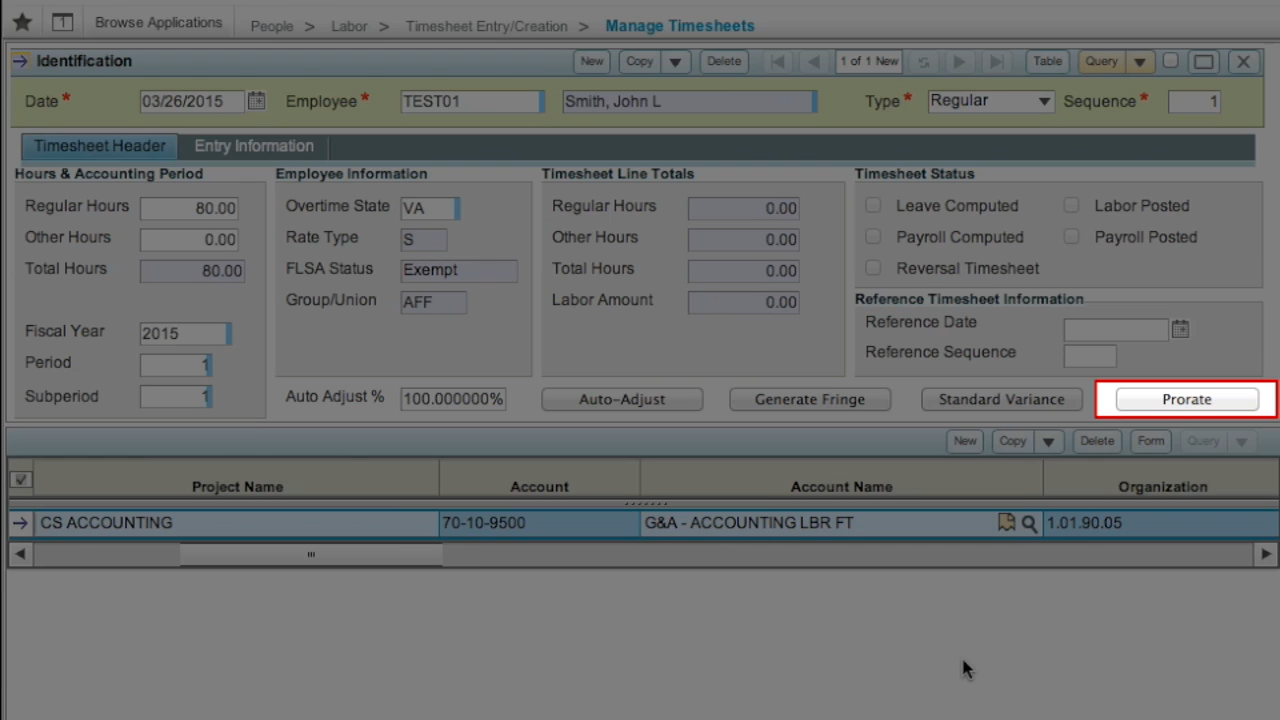 1 Browse Applications People > Labor > Timesheet Entry/Creation > Manage Timesheets
Identification New Copy Delete 1 of 1 New Table Query
Date * 03/26/2015 Employee * TEST01 Smith, John L Type * Regular Sequence * 1
Timesheet Header Entry Information
Hours & Accounting Period Employee Information Timesheet Line Totals Timesheet Status
Regular Hours 80.00 Overtime State VA Regular Hours 0.00 Leave Computed Labor Posted
Other Hours 0.00 Rate Type S Other Hours 0.00 Payroll Computed Payroll Posted
Total Hours 80.00 FLSA Status Exempt Total Hours 0.00 Reversal Timesheet
Group/Union AFF Labor Amount 0.00 Reference Timesheet Information
Fiscal Year 2015 Reference Date
Period 1 Reference Sequence
Subperiod 1 Auto Adjust % 100.000000% Auto-Adjust Generate Fringe Standard Variance Prorate
New Copy Delete Form Query
Project Name Account Account Name Organization
CS ACCOUNTING 70-10-9500 G&A - ACCOUNTING LBR FT 1.01.90.05